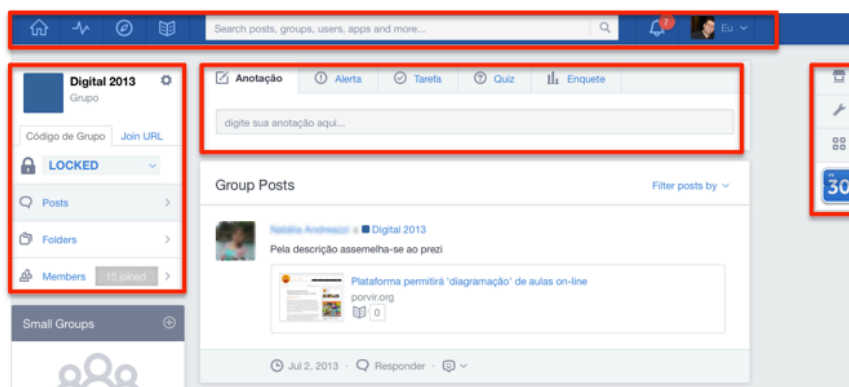 Search posts, groups, users, apps and more...
7
Eu
Digital 2013
Grupo
Código de Grupo Join URL
LOCKED
Posts
Folders
Members 15 joined
Small Groups
Anotação Alerta Tarefa Quiz Enquete
digite sua anotação aqui...
Group Posts Filter posts by
a Digital 2013
Pela descrição assemelha-se ao prezi
Plataforma permitirá 'diagramação' de aulas on-line
porvir.org
0
Jul 2, 2013 · Responder ·
30